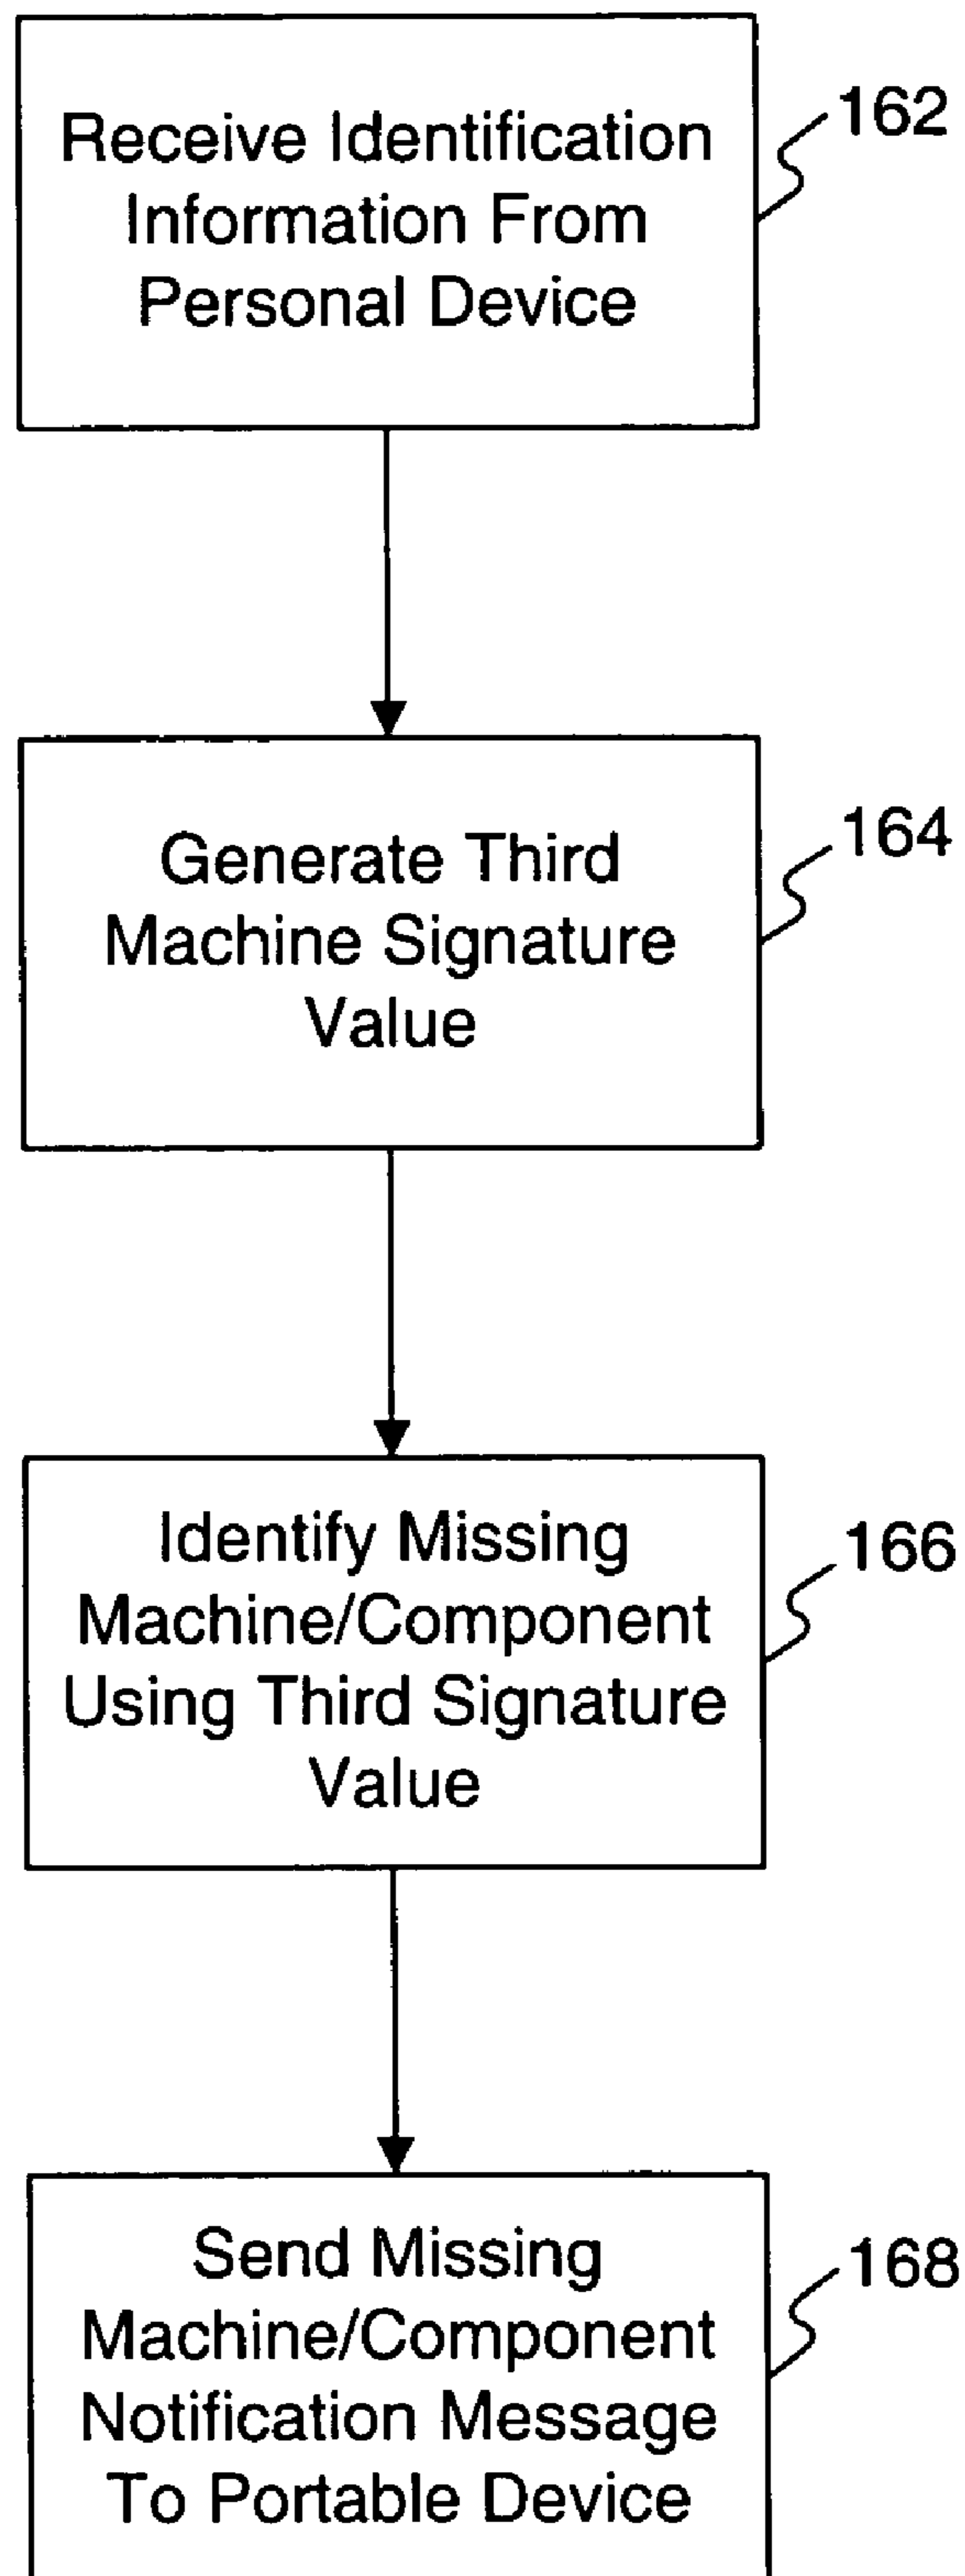 Receive Identification
Information From
Personal Device
162
Generate Third
Machine Signature
Value
164
Identify Missing
Machine/Component
Using Third Signature
Value
166
Send Missing
Machine/Component
Notification Message
To Portable Device
168